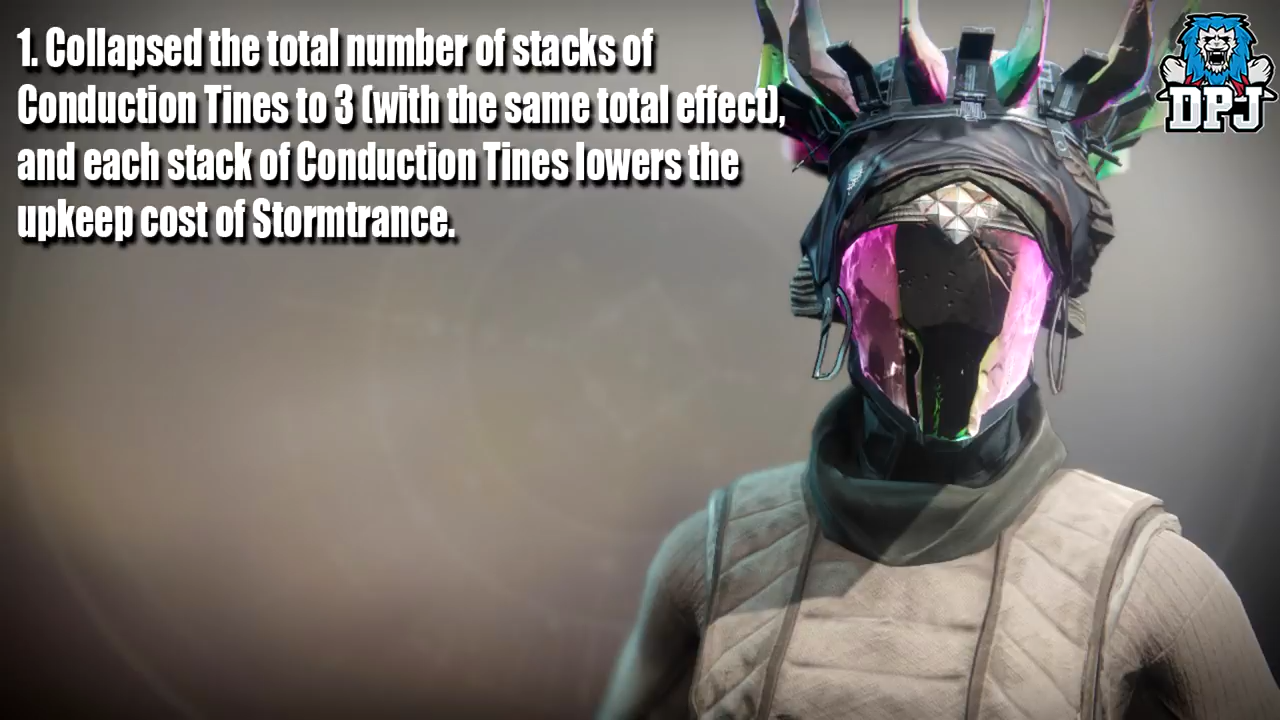 1. Collapsed the total number of stacks of
Conduction Tines to 3 (with the same total effect),
and each stack of Conduction Tines lowers the
upkeep cost of Stormtrance.
DPJ